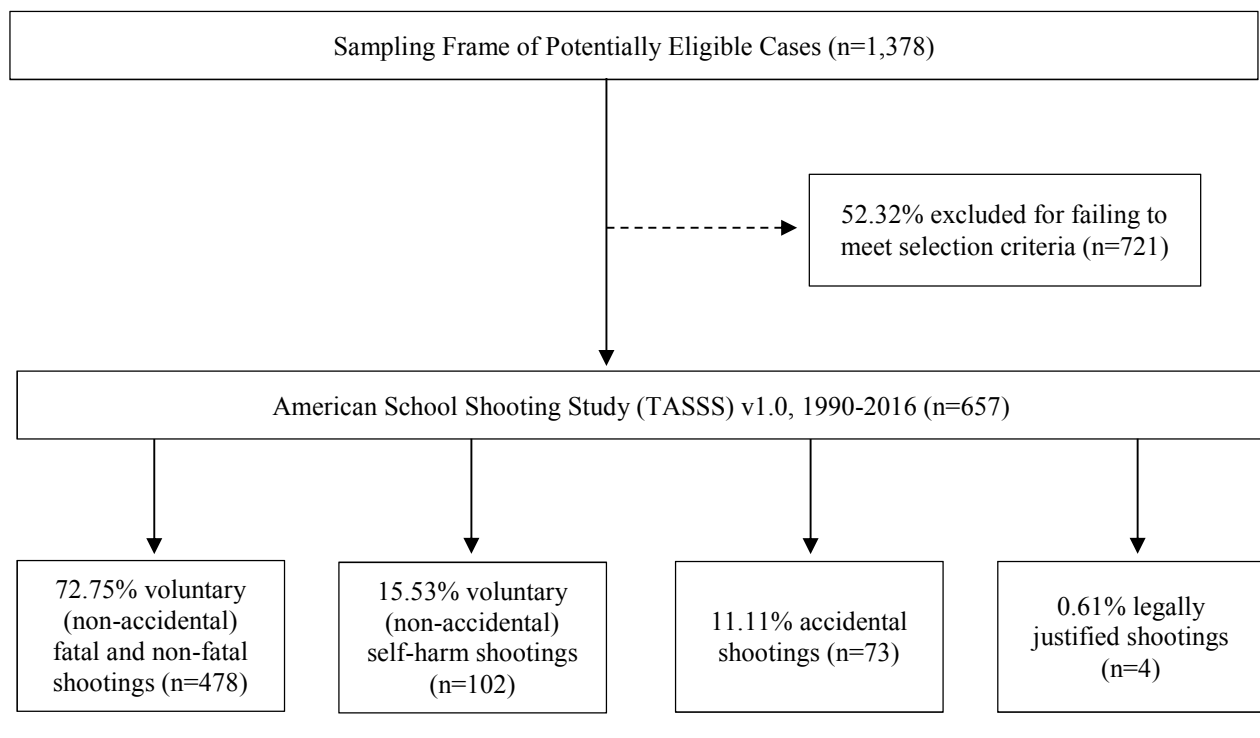 Sampling Frame of Potentially Eligible Cases (n=1,378)
52.32% excluded for failing to
meet selection criteria (n=721)
American School Shooting Study (TASSS) v1.0, 1990-2016 (n=657)
72.75% voluntary
(non-accidental)
fatal and non-fatal
shootings (n=478)
15.53% voluntary
(non-accidental)
self-harm shootings
(n=102)
11.11% accidental
shootings (n=73)
0.61% legally
justified shootings
(n=4)